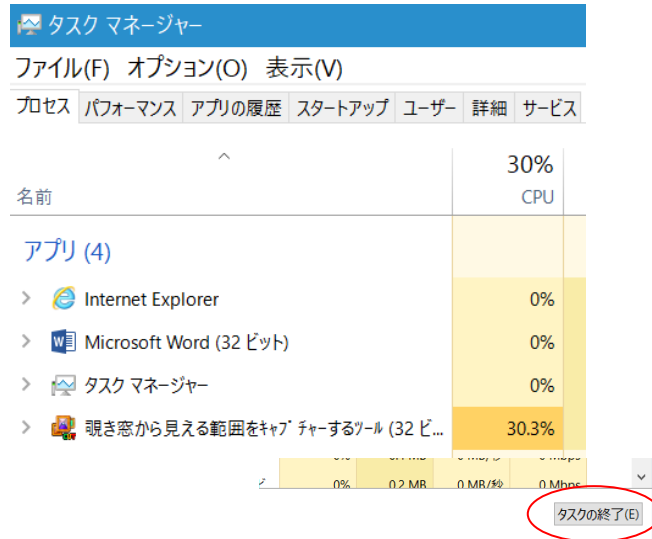 タスク マネージャー
ファイル(F) オプション(O) 表示(V)
プロセス パフォーマンス アプリの履歴 スタートアップ ユーザー 詳細 サービス
30%
名前 CPU
アプリ (4)
Internet Explorer 0%
Microsoft Word (32 ビット) 0%
タスク マネージャー 0%
覗き窓から見える範囲をｷｬﾌﾟﾁｬｰするﾂｰﾙ (32 ビ... 30.3%
0% 0.2 MB 0 MB/秒 0 Mbps
タスクの終了(E)